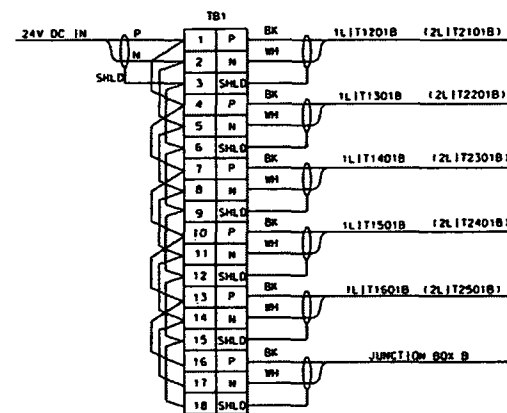 TB1
24V DC IN P 1 P BK 1LIT1201B (2LIT2101B)
N 2 N WH
SHLD 3 SHLD
4 P BK 1LIT1301B (2LIT2201B)
5 N WH
6 SHLD
7 P BK 1LIT1401B (2LIT2301B)
8 N WH
9 SHLD
10 P BK 1LIT1501B (2LIT2401B)
11 N WH
12 SHLD
13 P BK 1LIT1601B (2LIT2501B)
14 N WH
15 SHLD
16 P BK JUNCTION BOX B
17 N WH
18 SHLD